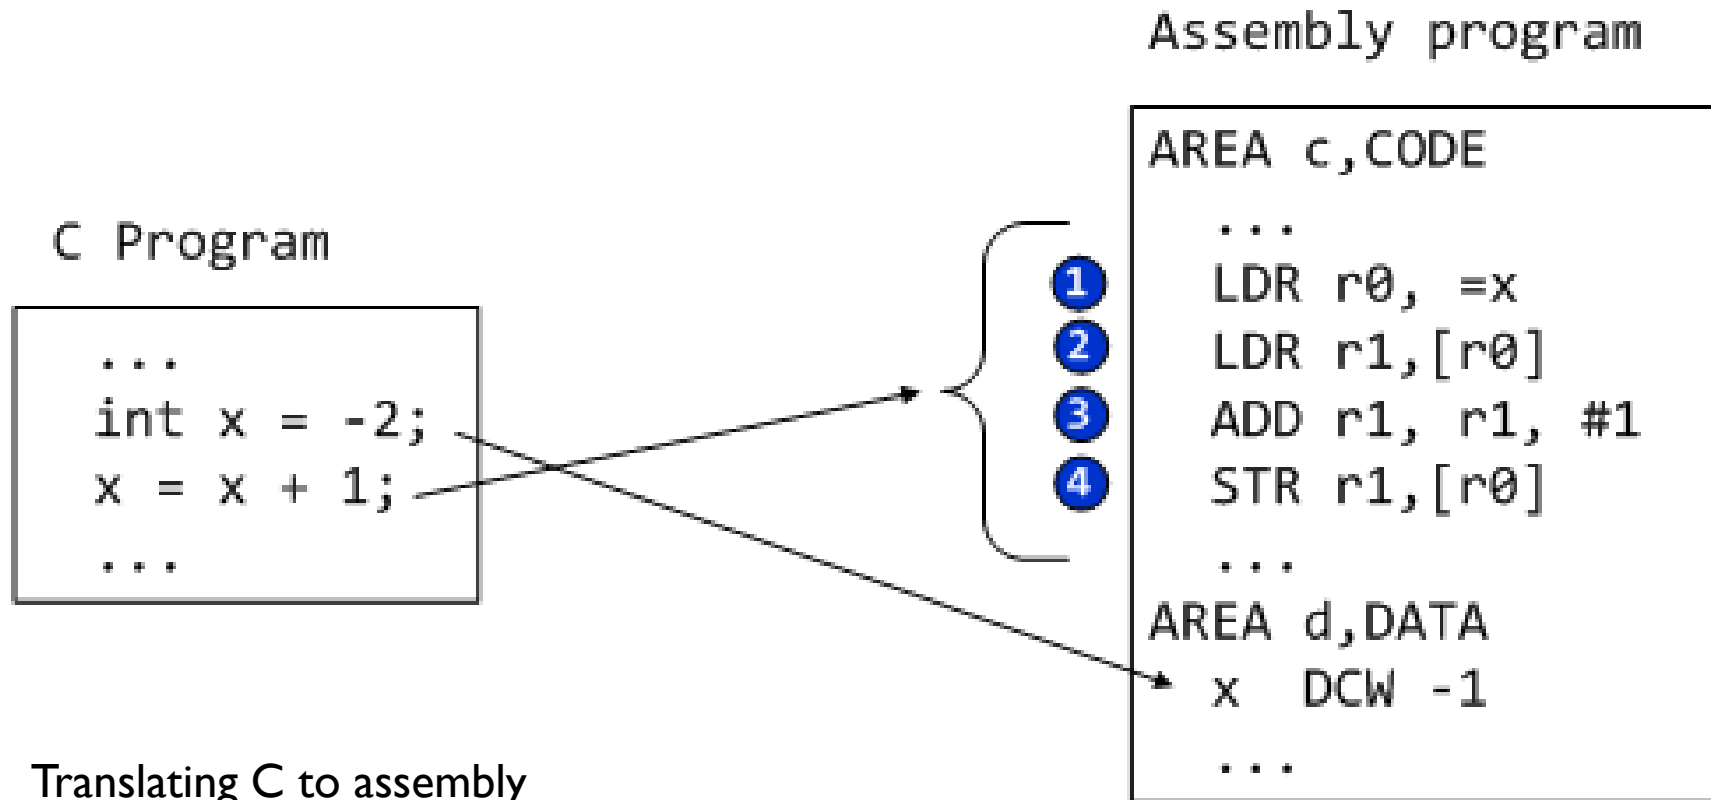 Assembly program
AREA c,CODE
...
C Program
1 LDR r0, =x
...
2 LDR r1,[r0]
int x = -2;
3 ADD r1, r1, #1
x = x + 1;
4 STR r1,[r0]
...
...
AREA d,DATA
x DCW -1
...
Translating C to assembly